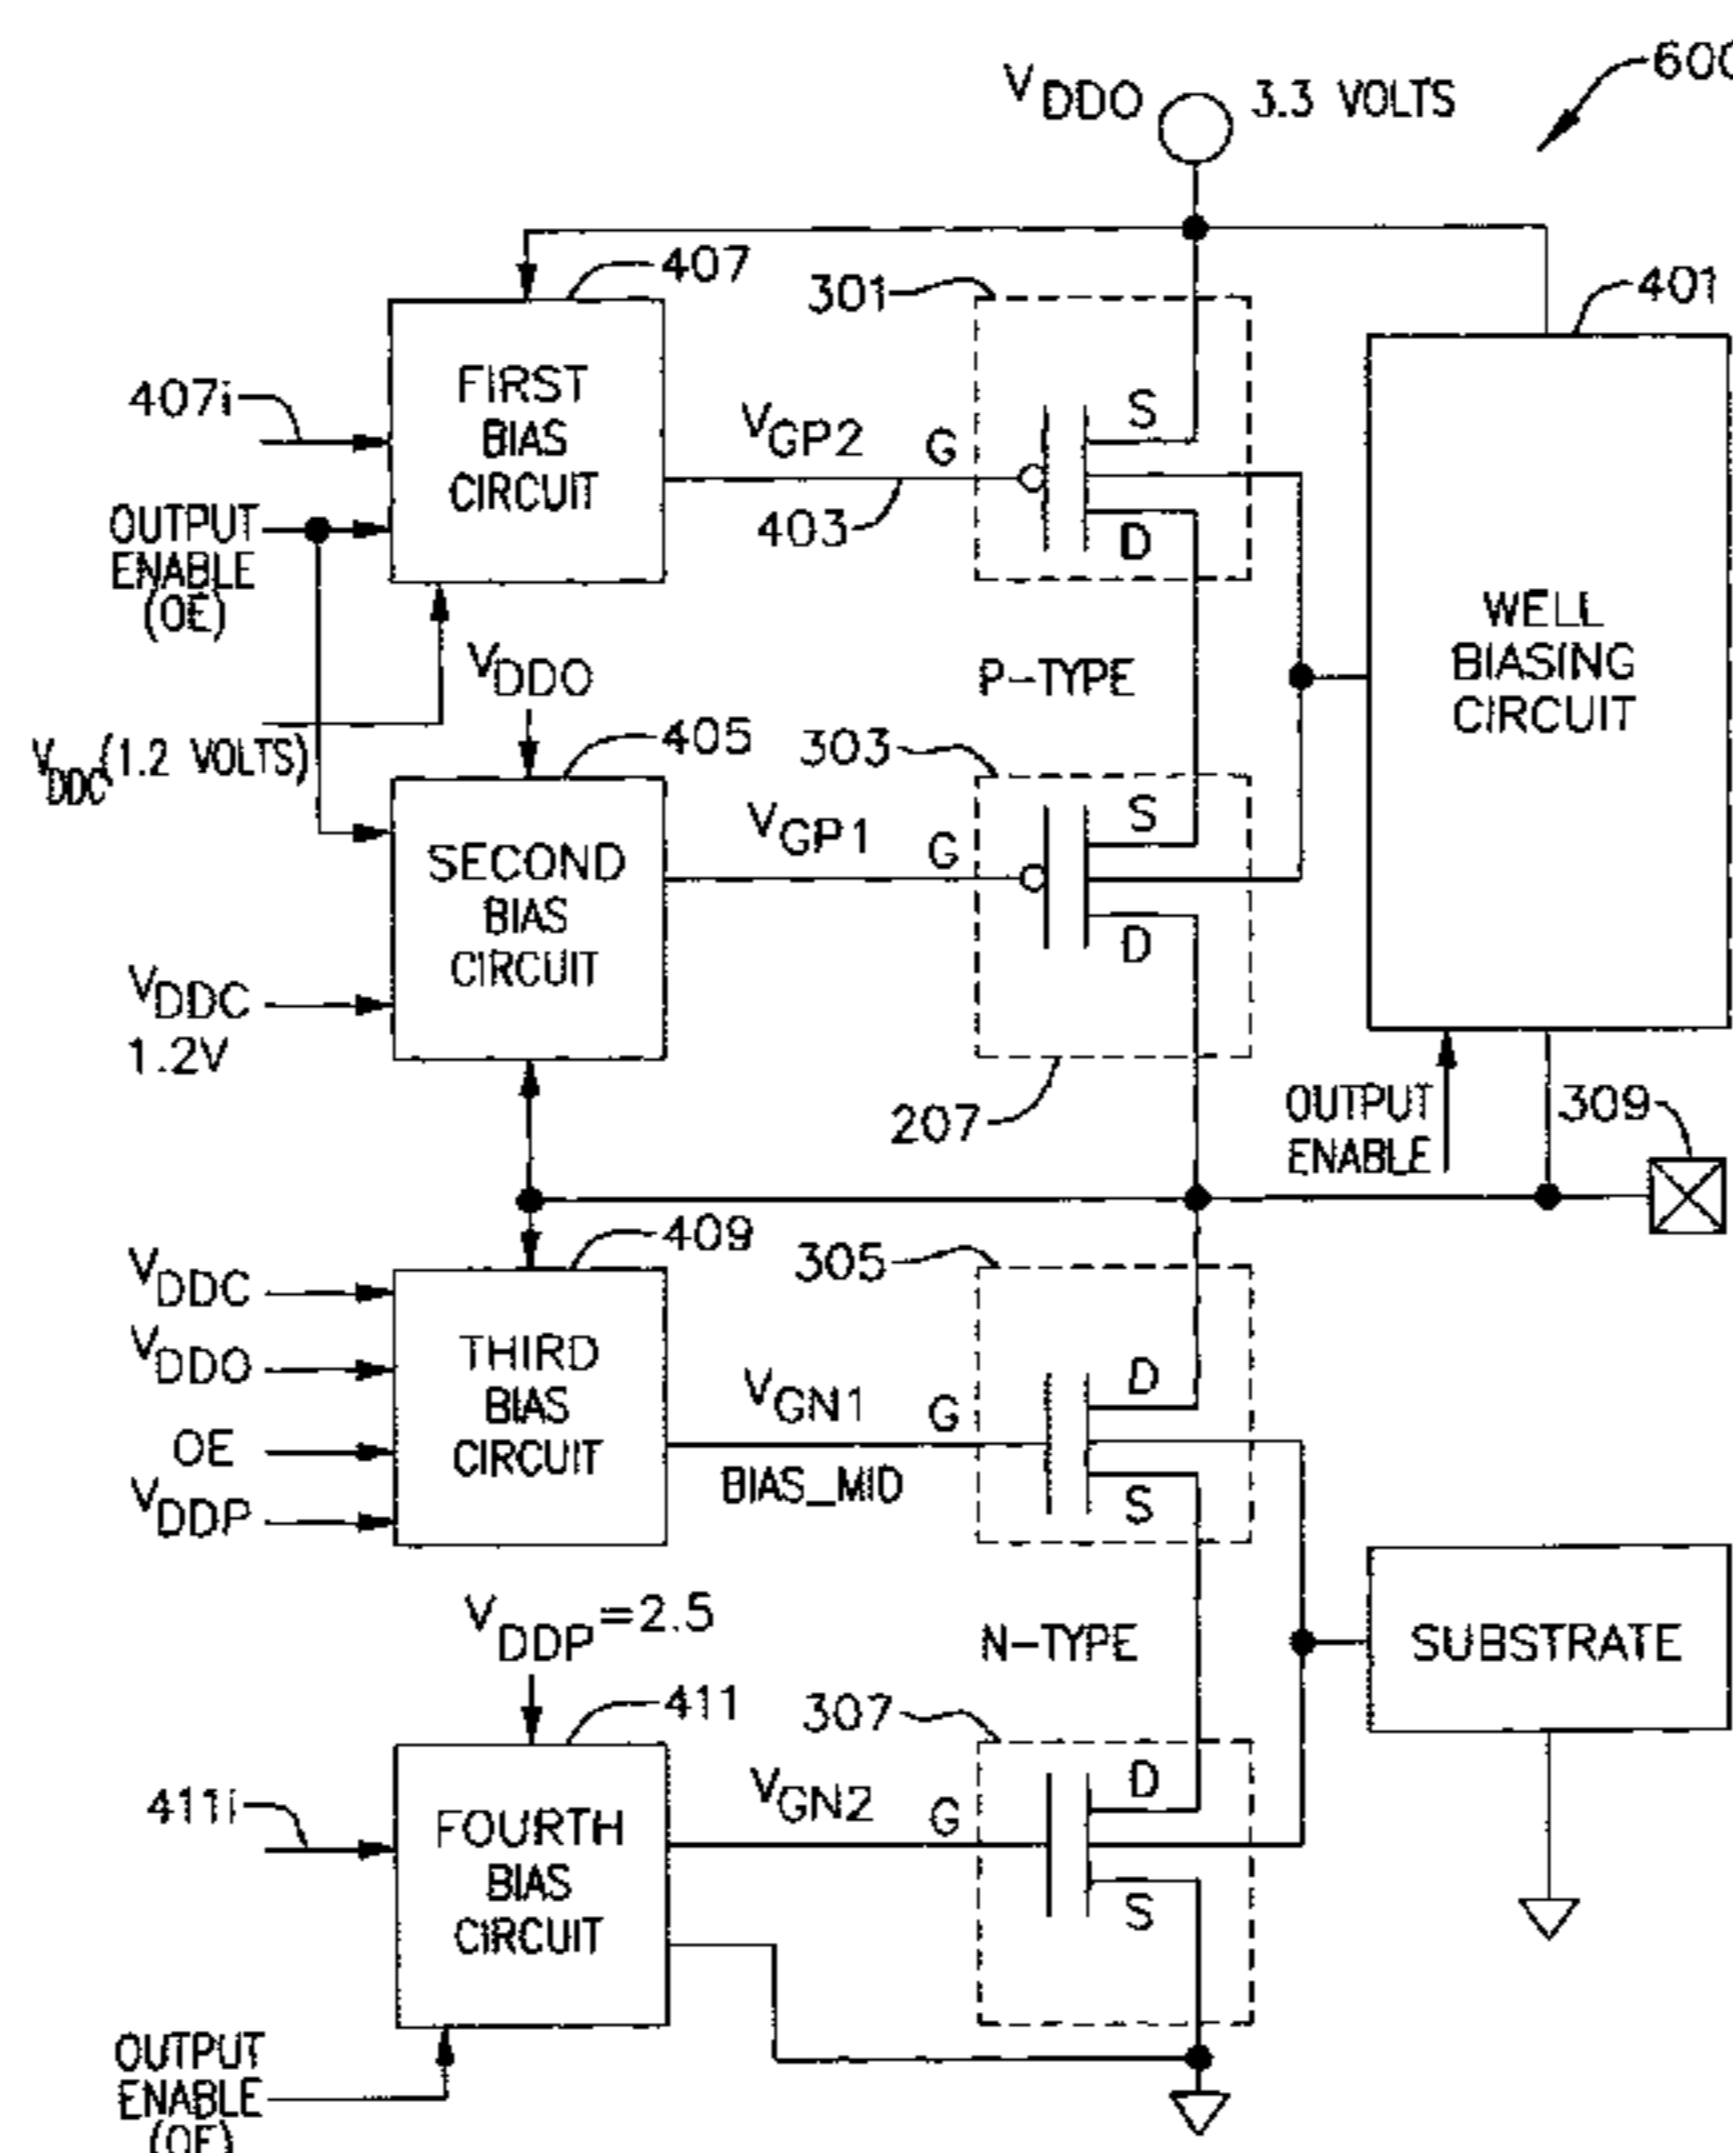 600
VDDO 3.3 VOLTS
407
301
401
407i
FIRST
BIAS
CIRCUIT
VGP2
G
S
D
403
OUTPUT
ENABLE
(OE)
WELL
BIASING
CIRCUIT
VDDO
P-TYPE
VDDC(1.2 VOLTS)
405
303
SECOND
BIAS
CIRCUIT
VGP1
G
S
D
VDDC
1.2V
207
OUTPUT
ENABLE
309
409
305
VDDC
VDDO
OE
VDDP
THIRD
BIAS
CIRCUIT
VGN1
BIAS_MID
G
D
S
VDDP=2.5
N-TYPE
SUBSTRATE
411
307
411i
FOURTH
BIAS
CIRCUIT
VGN2
G
D
S
OUTPUT
ENABLE
(OE)